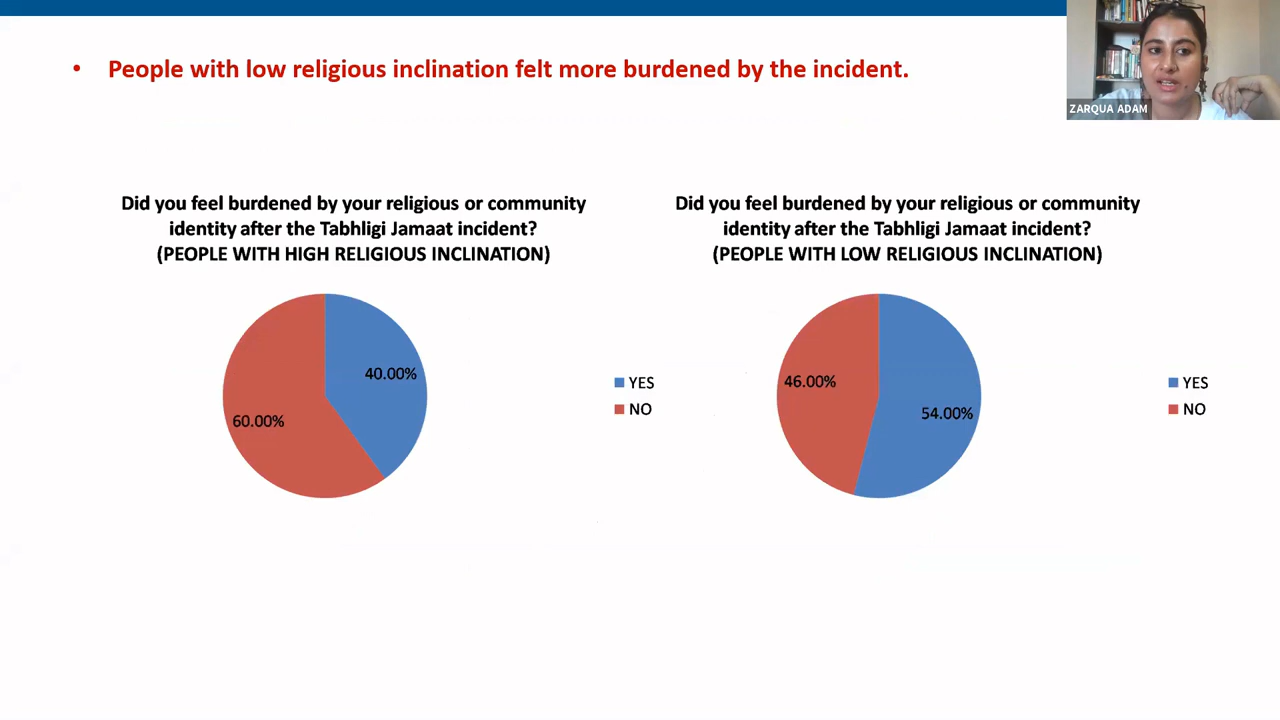 • People with low religious inclination felt more burdened by the incident.
ZARQUA ADAM
Did you feel burdened by your religious or community
identity after the Tabhligi Jamaat incident?
(PEOPLE WITH HIGH RELIGIOUS INCLINATION)
40.00%
60.00%
YES
NO
Did you feel burdened by your religious or community
identity after the Tabhligi Jamaat incident?
(PEOPLE WITH LOW RELIGIOUS INCLINATION)
46.00%
54.00%
YES
NO